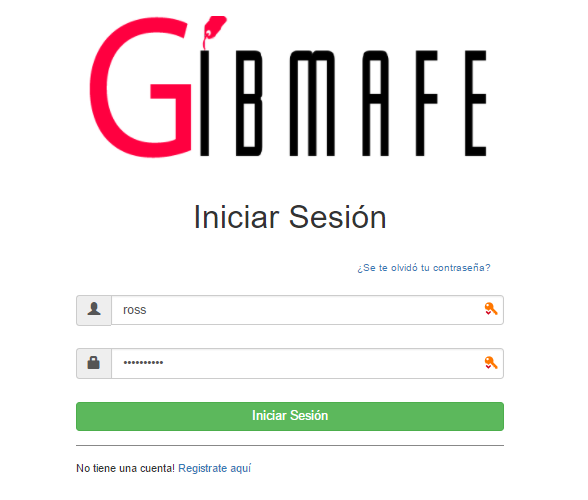 GIBMAFE
Iniciar Sesión
¿Se te olvidó tu contraseña?
ross
••••••••••
Iniciar Sesión
No tiene una cuenta! Registrate aquí